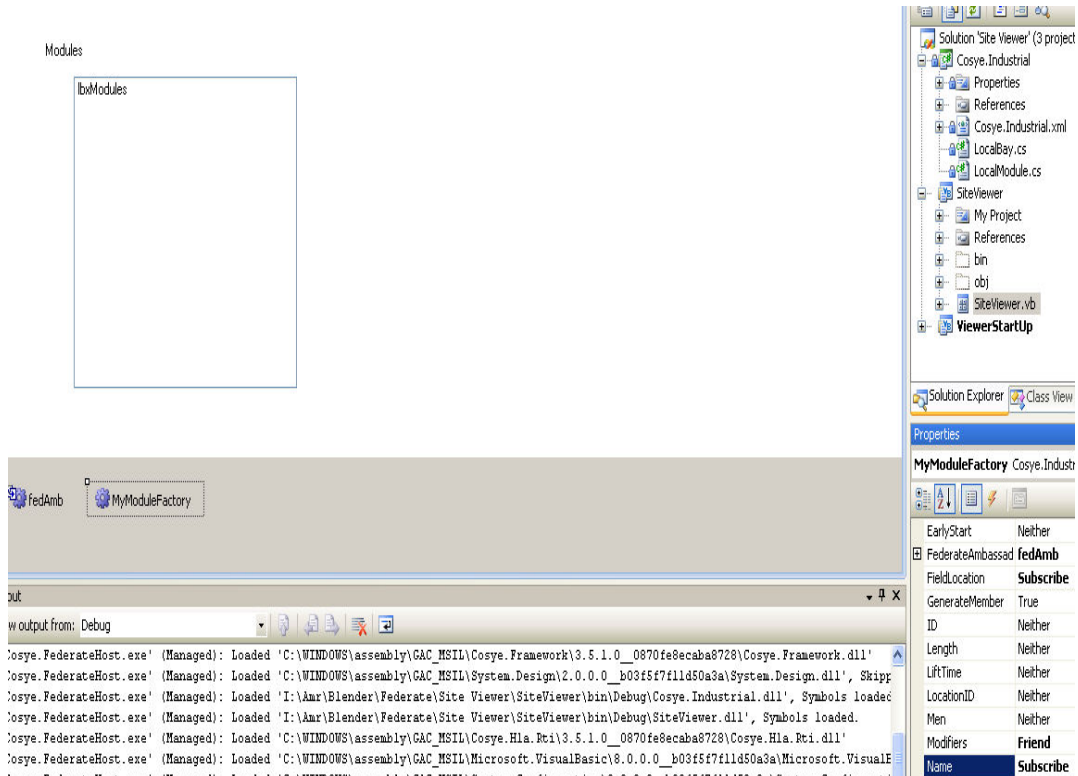 Modules
lbxModules
fedAmb
MyModuleFactory
Solution 'Site Viewer' (3 project
Cosye.Industrial
Properties
References
Cosye.Industrial.xml
LocalBay.cs
LocalModule.cs
SiteViewer
My Project
References
bin
obj
SiteViewer.vb
ViewerStartUp
Solution Explorer
Class View
Properties
MyModuleFactory Cosye.Industr
EarlyStart Neither
FederateAmbassad fedAmb
FieldLocation Subscribe
GenerateMember True
ID Neither
Length Neither
LiftTime Neither
LocationID Neither
Men Neither
Modifiers Friend
Name Subscribe
put
w output from: Debug
Cosye.FederateHost.exe' (Managed): Loaded 'C:\WINDOWS\assembly\GAC_MSIL\Cosye.Framework\3.5.1.0__0870fe8ecaba8728\Cosye.Framework.dll'
Cosye.FederateHost.exe' (Managed): Loaded 'C:\WINDOWS\assembly\GAC_MSIL\System.Design\2.0.0.0__b03f5f7f11d50a3a\System.Design.dll', Skipp
Cosye.FederateHost.exe' (Managed): Loaded 'I:\Amr\Blender\Federate\Site Viewer\SiteViewer\bin\Debug\Cosye.Industrial.dll', Symbols loaded
Cosye.FederateHost.exe' (Managed): Loaded 'I:\Amr\Blender\Federate\Site Viewer\SiteViewer\bin\Debug\SiteViewer.dll', Symbols loaded.
Cosye.FederateHost.exe' (Managed): Loaded 'C:\WINDOWS\assembly\GAC_MSIL\Cosye.Hla.Rti\3.5.1.0__0870fe8ecaba8728\Cosye.Hla.Rti.dll'
Cosye.FederateHost.exe' (Managed): Loaded 'C:\WINDOWS\assembly\GAC_MSIL\Microsoft.VisualBasic\8.0.0.0__b03f5f7f11d50a3a\Microsoft.VisualB